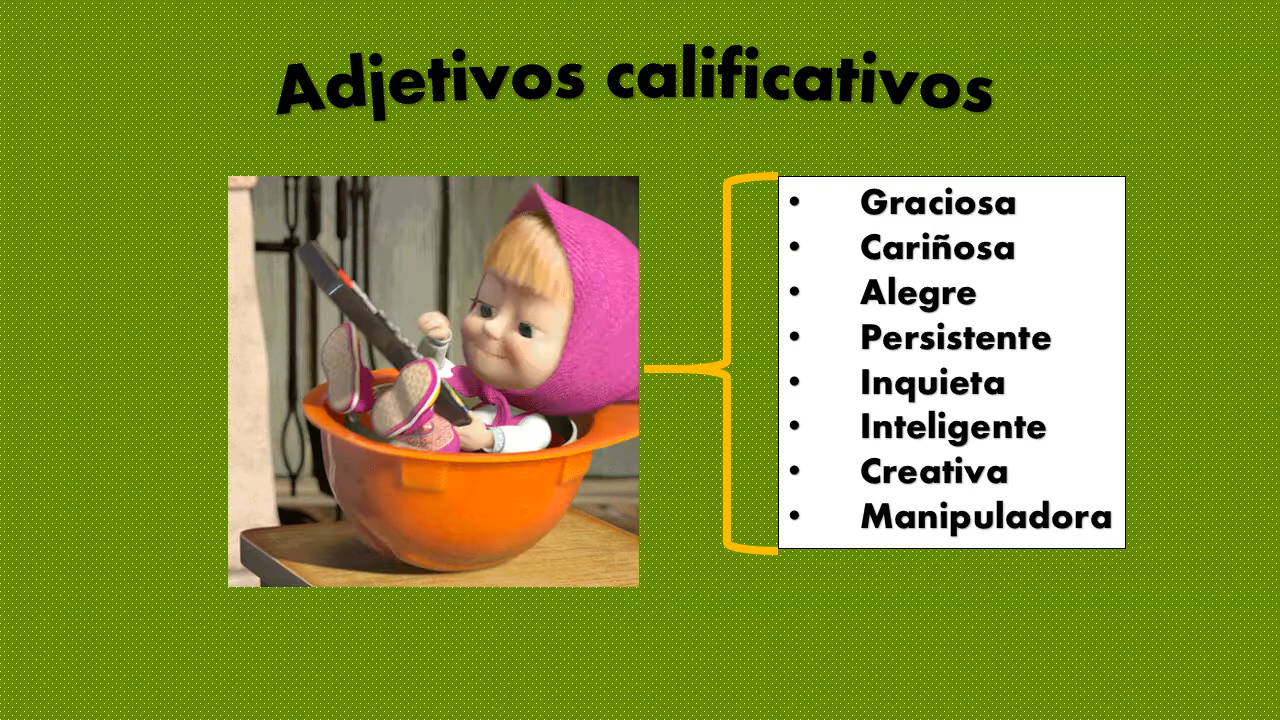 Adjetivos calificativos
• Graciosa
• Cariñosa
• Alegre
• Persistente
• Inquieta
• Inteligente
• Creativa
• Manipuladora